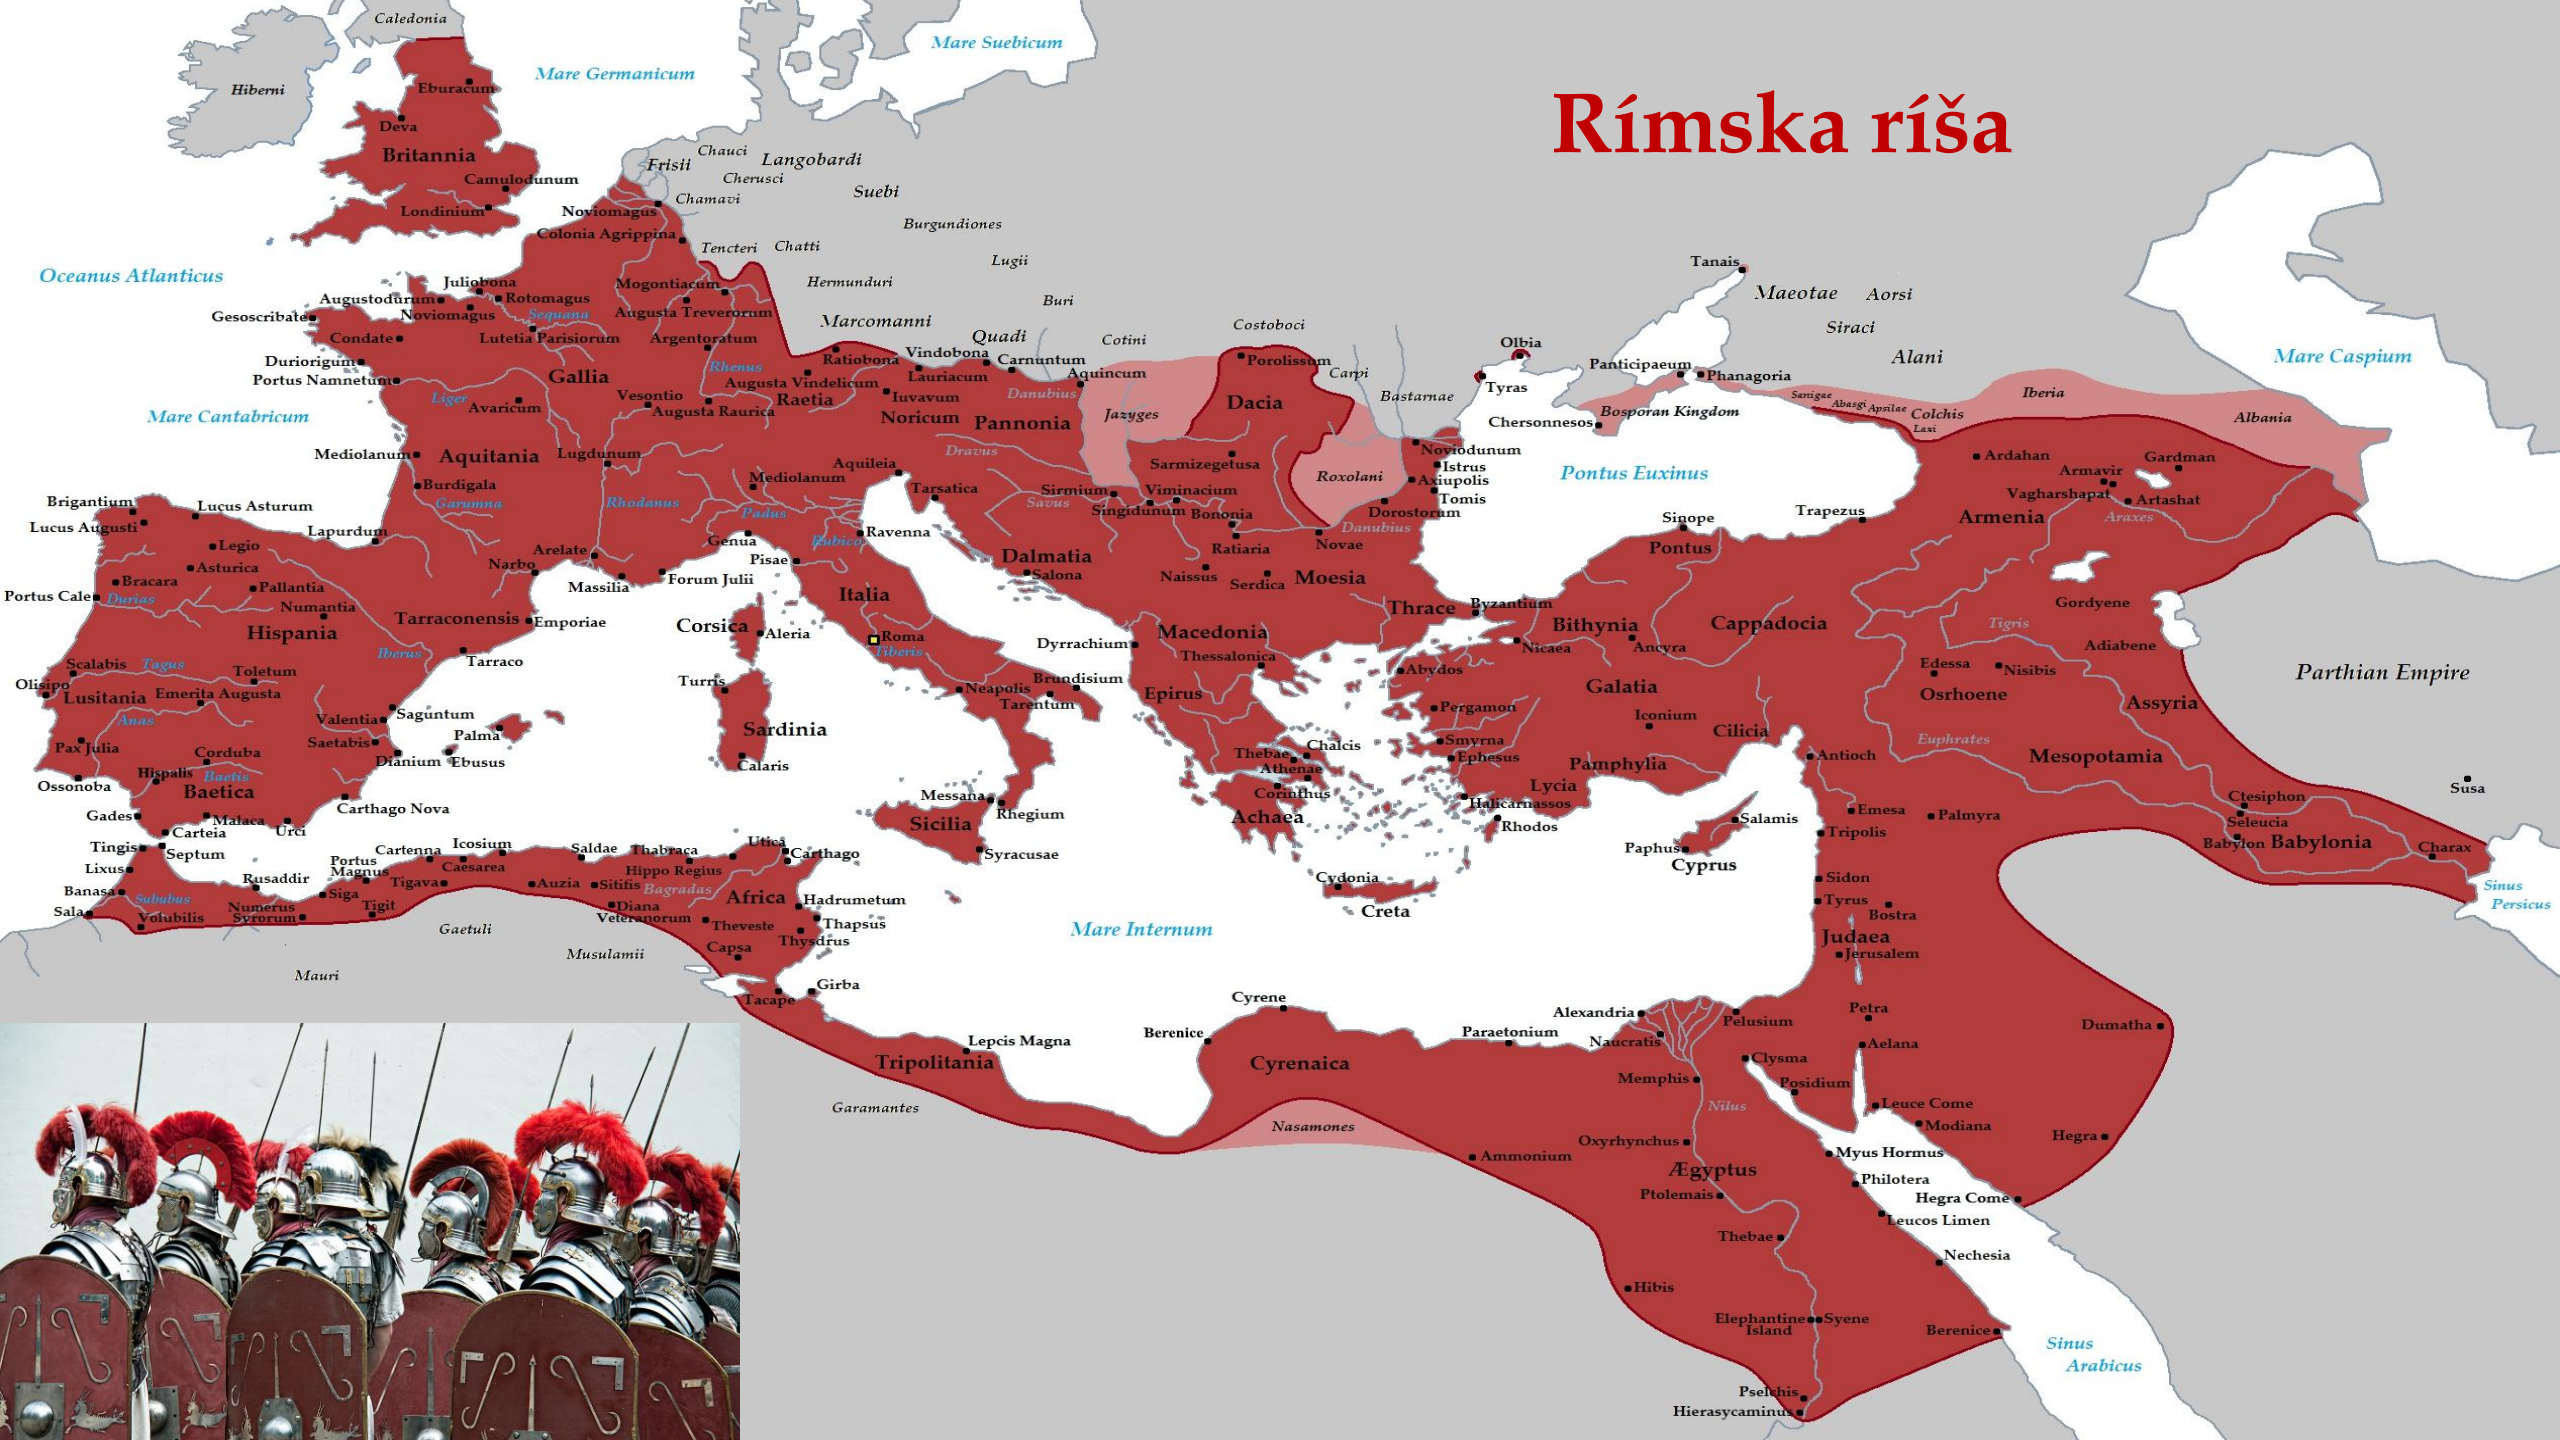 Rímska ríša
Caledonia
Hiberni
Eburacum
Deva
Britannia
Camulodunum
Londinium
Mare Germanicum
Mare Suebicum
Oceanus Atlanticus
Mare Cantabricum
Frisii
Chauci
Langobardi
Cherusci
Chamavi
Suebi
Burgundiones
Tencteri
Chatti
Lugii
Hermunduri
Buri
Marcomanni
Quadi
Cotini
Costoboci
Carpi
Bastarnae
Noviomagus
Colonia Agrippina
Mogontiacum
Augusta Treverorum
Juliobona
Augustodurum
Rotomagus
Noviomagus
Sequana
Gesoscribate
Condate
Lutetia Parisiorum
Argentoratum
Duriorigum
Portus Namnetum
Gallia
Rhenus
Liger
Avaricum
Vesontio
Augusta Raurica
Augusta Vindelicum
Raetia
Ratiobona
Vindobona
Carnuntum
Lauriacum
Iuvavum
Noricum
Pannonia
Danubius
Aquincum
Jazyges
Porolissum
Dacia
Mediolanum
Aquitania
Lugdunum
Burdigala
Garumna
Rhodanus
Mediolanum
Aquileia
Padus
Tarsatica
Dravus
Savus
Sirmium
Sarmizegetusa
Viminacium
Singidunum
Bononia
Roxolani
Noviodunum
Istrus
Axiupolis
Tomis
Dorostorum
Danubius
Ratiaria
Novae
Naissus
Serdica
Moesia
Dalmatia
Salona
Brigantium
Lucus Asturum
Lucus Augusti
Lapurdum
Legio
Asturica
Bracara
Pallantia
Portus Cale
Durias
Numantia
Hispania
Tarraconensis
Emporiae
Iberus
Tarraco
Scalabis
Tagus
Toletum
Olisipo
Lusitania
Emerita Augusta
Anas
Valentia
Saguntum
Palma
Pax Julia
Corduba
Saetabis
Dianium
Ebusus
Hispalis
Baetis
Baetica
Ossonoba
Carthago Nova
Gades
Malaca
Urci
Carteia
Narbo
Arelate
Massilia
Forum Julii
Genua
Pisae
Rubico
Ravenna
Italia
Corsica
Aleria
Roma
Tiberis
Turris
Sardinia
Calaris
Neapolis
Brundisium
Tarentum
Messana
Rhegium
Sicilia
Syracusae
Dyrrachium
Macedonia
Thessalonica
Epirus
Thrace
Byzantium
Thebae
Chalcis
Athenae
Corinthus
Achaea
Cydonia
Creta
Tanais
Maeotae
Aorsi
Siraci
Alani
Olbia
Tyras
Panticipaeum
Phanagoria
Chersonnesos
Bosporan Kingdom
Sanigae
Abasgi
Apsilae
Colchis
Laxi
Iberia
Albania
Mare Caspium
Pontus Euxinus
Ardahan
Armavir
Gardman
Vagharshapat
Artashat
Araxes
Armenia
Sinope
Trapezus
Pontus
Bithynia
Nicaea
Ancyra
Cappadocia
Abydos
Galatia
Pergamon
Iconium
Cilicia
Smyrna
Ephesus
Pamphylia
Lycia
Halicarnassos
Rhodos
Gordyene
Tigris
Adiabene
Edessa
Nisibis
Osrhoene
Assyria
Parthian Empire
Euphrates
Mesopotamia
Antioch
Susa
Ctesiphon
Seleucia
Babylon
Babylonia
Charax
Sinus
Persicus
Emesa
Palmyra
Tripolis
Salamis
Paphus
Cyprus
Sidon
Tyrus
Bostra
Judaea
Jerusalem
Petra
Aelana
Dumatha
Hegra
Tingis
Septum
Lixus
Banasa
Sala
Sububus
Volubilis
Rusaddir
Numerus
Syrorum
Portus
Magnus
Siga
Tigit
Cartenna
Icosium
Caesarea
Tigava
Saldae
Thabraca
Utica
Carthago
Hippo Regius
Auzia
Sitifis
Bagradas
Africa
Hadrumetum
Diana
Veteranorum
Theveste
Thapsus
Thysdrus
Capsa
Gaetuli
Musulamii
Mauri
Tacape
Girba
Mare Internum
Lepcis Magna
Tripolitania
Garamantes
Berenice
Cyrene
Cyrenaica
Nasamones
Paraetonium
Alexandria
Naucratis
Pelusium
Clysma
Memphis
Posidium
Nilus
Leuce Come
Modiana
Oxyrhynchus
Ammonium
Ægyptus
Myus Hormus
Philotera
Ptolemais
Hegra Come
Leucos Limen
Thebae
Nechesia
Hibis
Elephantine
Island
Syene
Berenice
Sinus
Arabicus
Pselchis
Hierasycaminus